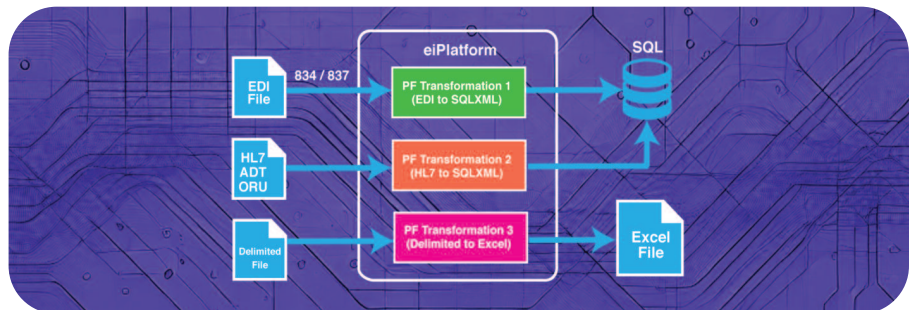 eiPlatform
SQL
834 / 837
EDI
File
PF Transformation 1
(EDI to SQLXML)
HL7
ADT
ORU
PF Transformation 2
(HL7 to SQLXML)
Delimited
File
PF Transformation 3
(Delimited to Excel)
Excel
File